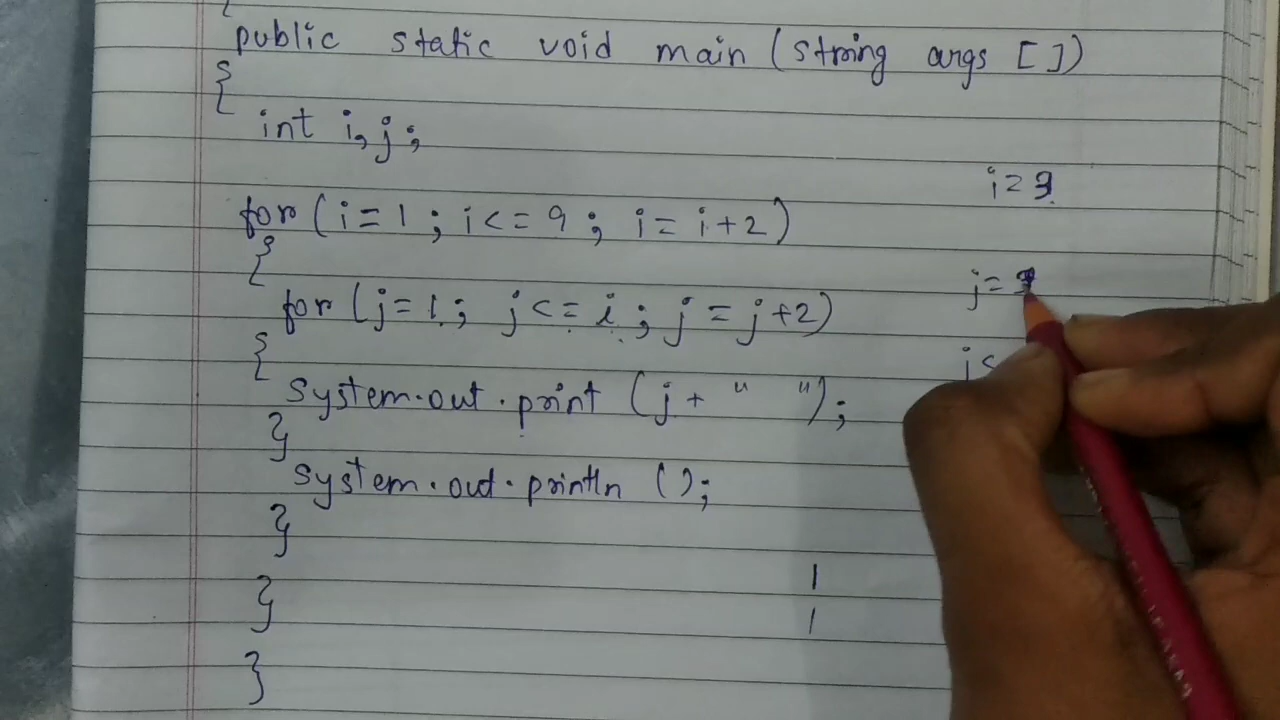 {
public static void main (string args [ ])
{
int i,j;
i=3
for (i=1 ; i<=9 ; i=i+2)
{
j=
for (j=1; j<=i ; j=j+2)
{
j<
system.out.print (j+ " ");
}
system.out.println ();
}
1
}
1
}